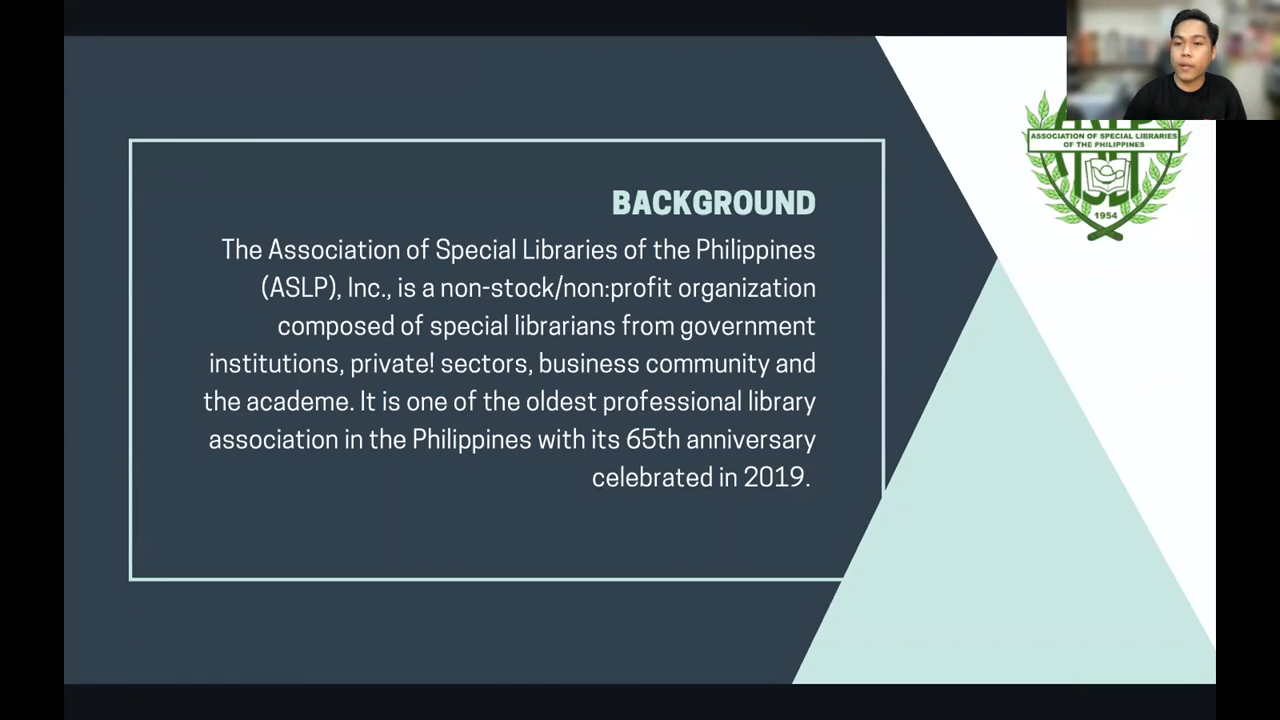 BACKGROUND
The Association of Special Libraries of the Philippines
(ASLP), Inc., is a non-stock/non:profit organization
composed of special librarians from government
institutions, private! sectors, business community and
the academe. It is one of the oldest professional library
association in the Philippines with its 65th anniversary
celebrated in 2019.
ASSOCIATION OF SPECIAL LIBRARIES
OF THE PHILIPPINES
1954